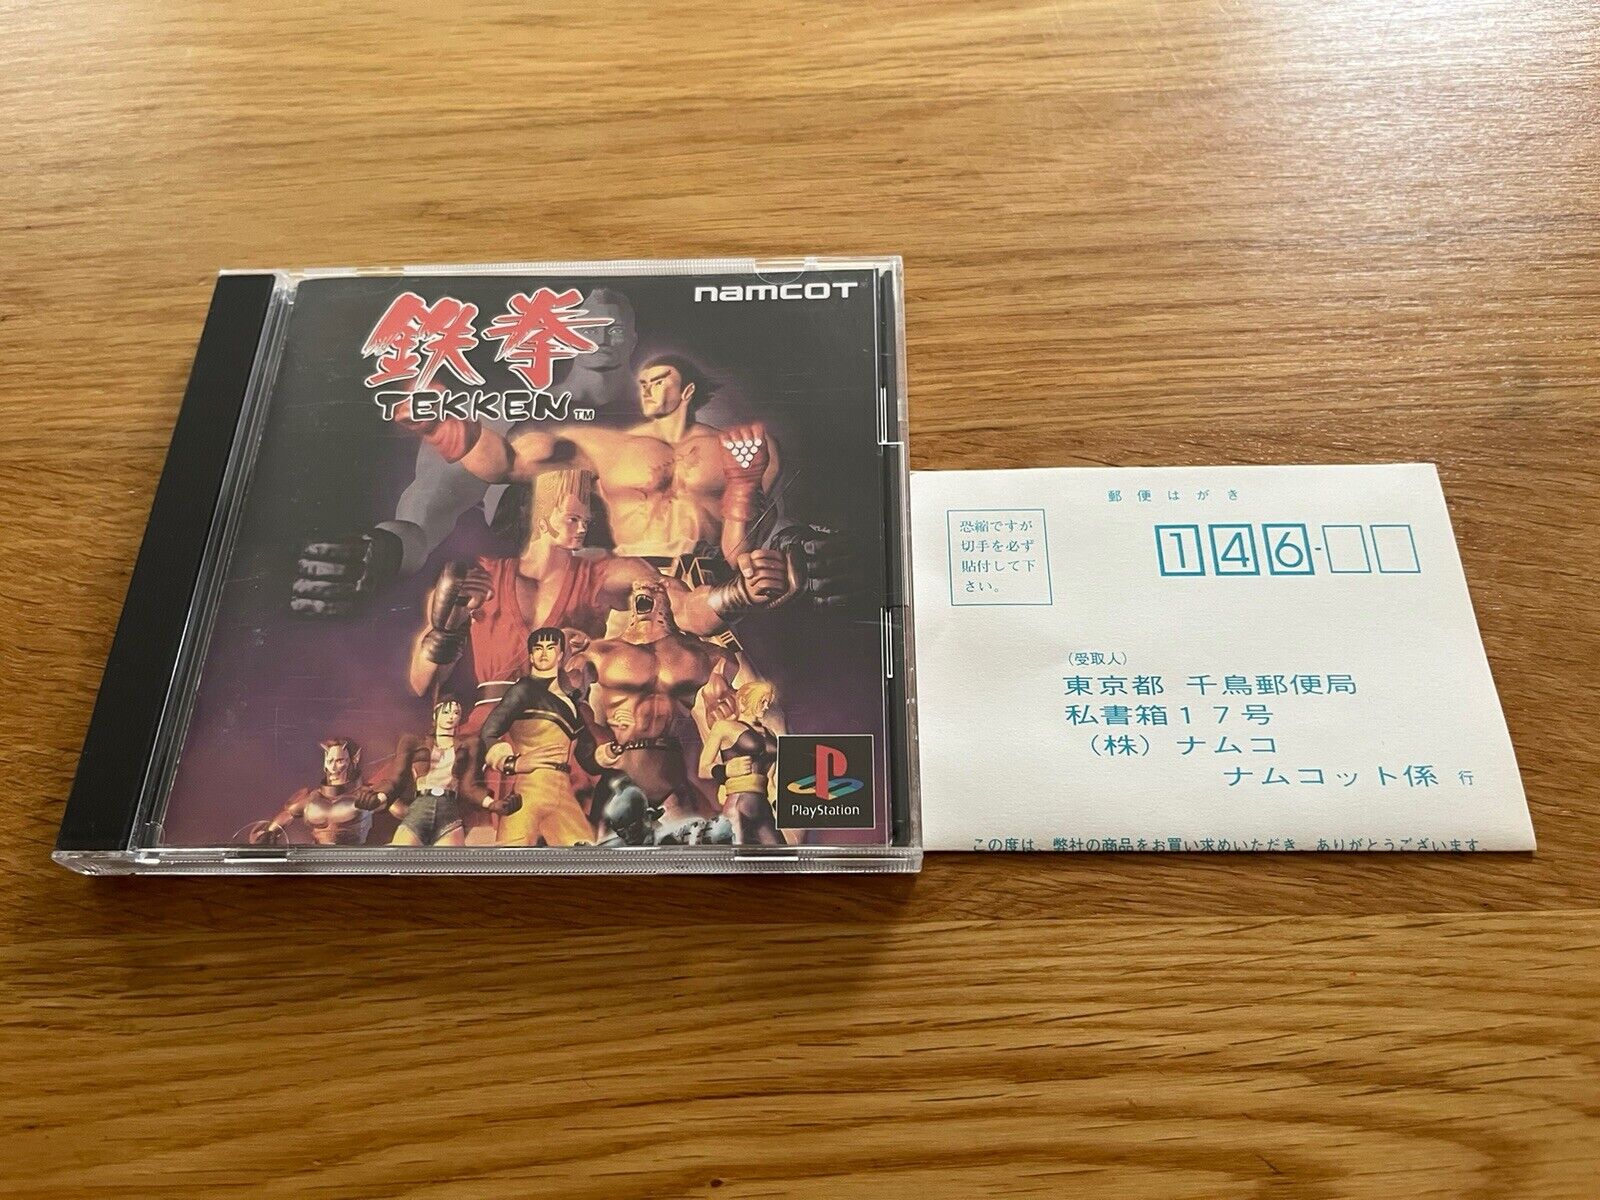 namcoT
鉄拳
TEKKEN™
PlayStation
郵便はがき
恐縮ですが
切手を必ず
貼付して下
さい。
146-
(受取人)
東京都 千鳥郵便局
私書箱17号
(株)ナムコ
ナムコット係 行
この度は、弊社の商品をお買い求めいただき、ありがとうございます。